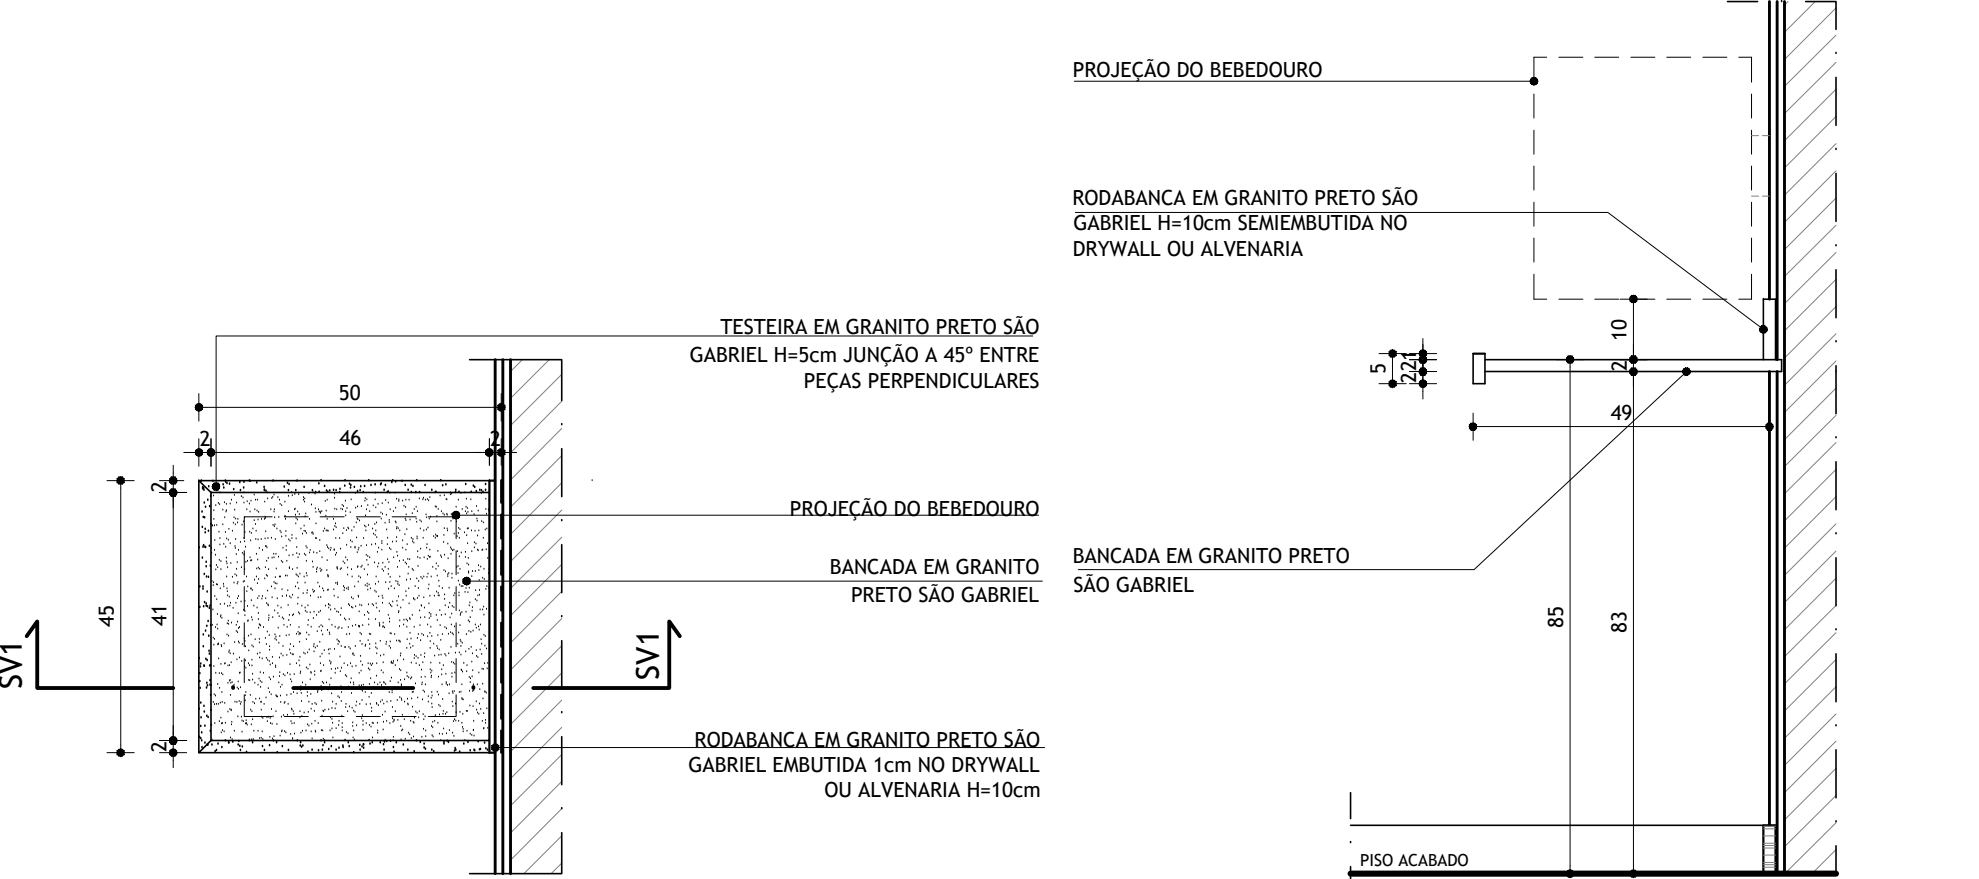 TESTEIRA EM GRANITO PRETO SÃO
GABRIEL H=5cm JUNÇÃO A 45º ENTRE
PEÇAS PERPENDICULARES
50
2
46
2
2
45
41
2
PROJEÇÃO DO BEBEDOURO
BANCADA EM GRANITO
PRETO SÃO GABRIEL
SV1
SV1
RODABANCA EM GRANITO PRETO SÃO
GABRIEL EMBUTIDA 1cm NO DRYWALL
OU ALVENARIA H=10cm
PROJEÇÃO DO BEBEDOURO
RODABANCA EM GRANITO PRETO SÃO
GABRIEL H=10cm SEMIEMBUTIDA NO
DRYWALL OU ALVENARIA
10
2
5
2
2
1
49
BANCADA EM GRANITO PRETO
SÃO GABRIEL
85
83
PISO ACABADO